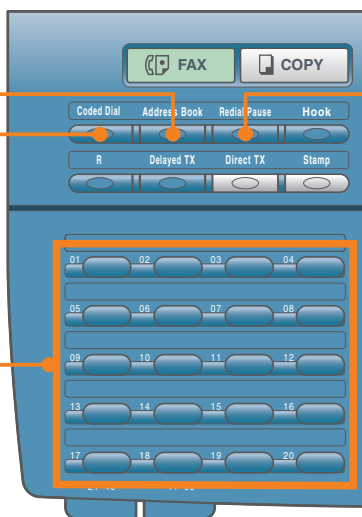 FAX COPY
Coded Dial Address Book Redial/Pause Hook
R Delayed TX Direct TX Stamp
01 02 03 04
05 06 07 08
09 10 11 12
13 14 15 16
17 18 19 20